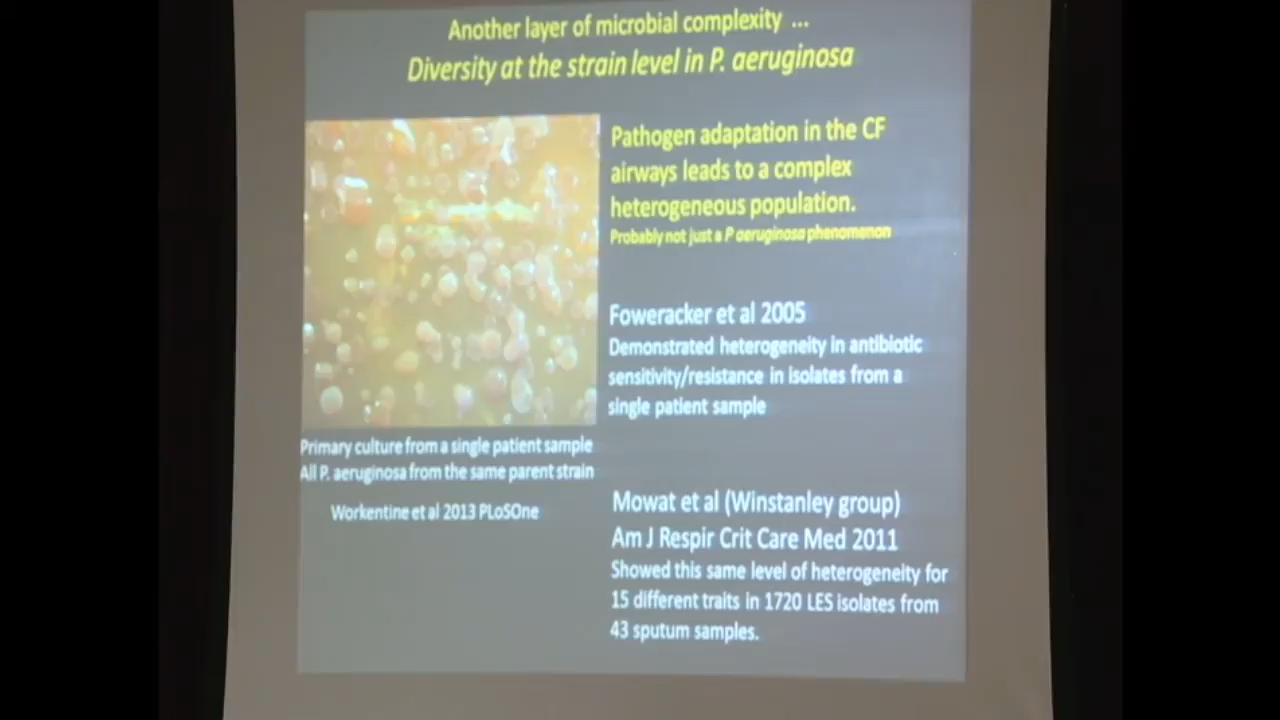 Another layer of microbial complexity ...
Diversity at the strain level in P. aeruginosa
Pathogen adaptation in the CF
airways leads to a complex
heterogeneous population.
Probably not just a P aeruginosa phenomenon
Foweracker et al 2005
Demonstrated heterogeneity in antibiotic
sensitivity/resistance in isolates from a
single patient sample
Primary culture from a single patient sample
All P. aeruginosa from the same parent strain
Workentine et al 2013 PLoSOne
Mowat et al (Winstanley group)
Am J Respir Crit Care Med 2011
Showed this same level of heterogeneity for
15 different traits in 1720 LES isolates from
43 sputum samples.